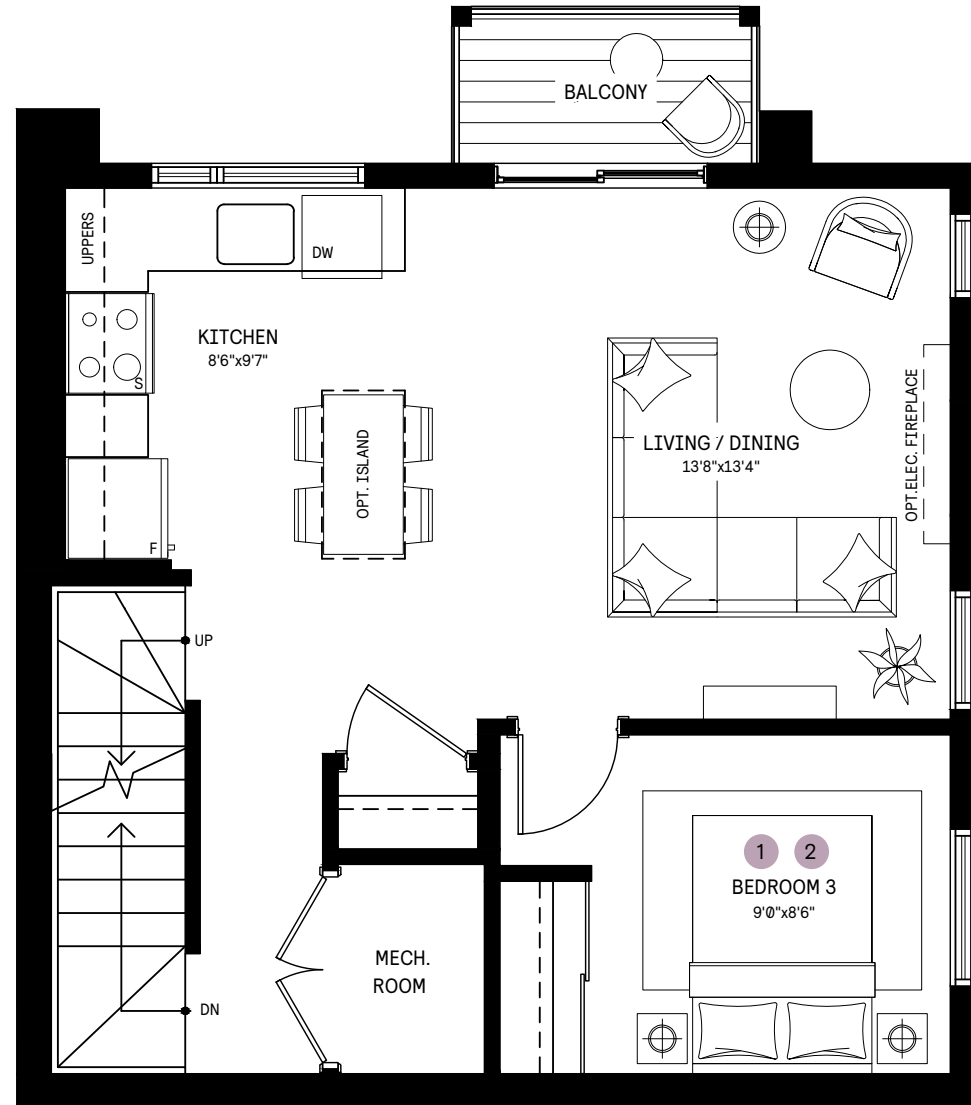 BALCONY
UPPERS
DW
KITCHEN
8'6"x9'7"
S
OPT. ISLAND
LIVING / DINING
13'8"x13'4"
OPT.ELEC. FIREPLACE
F
UP
1 2
BEDROOM 3
9'0"x8'6"
MECH.
ROOM
DN